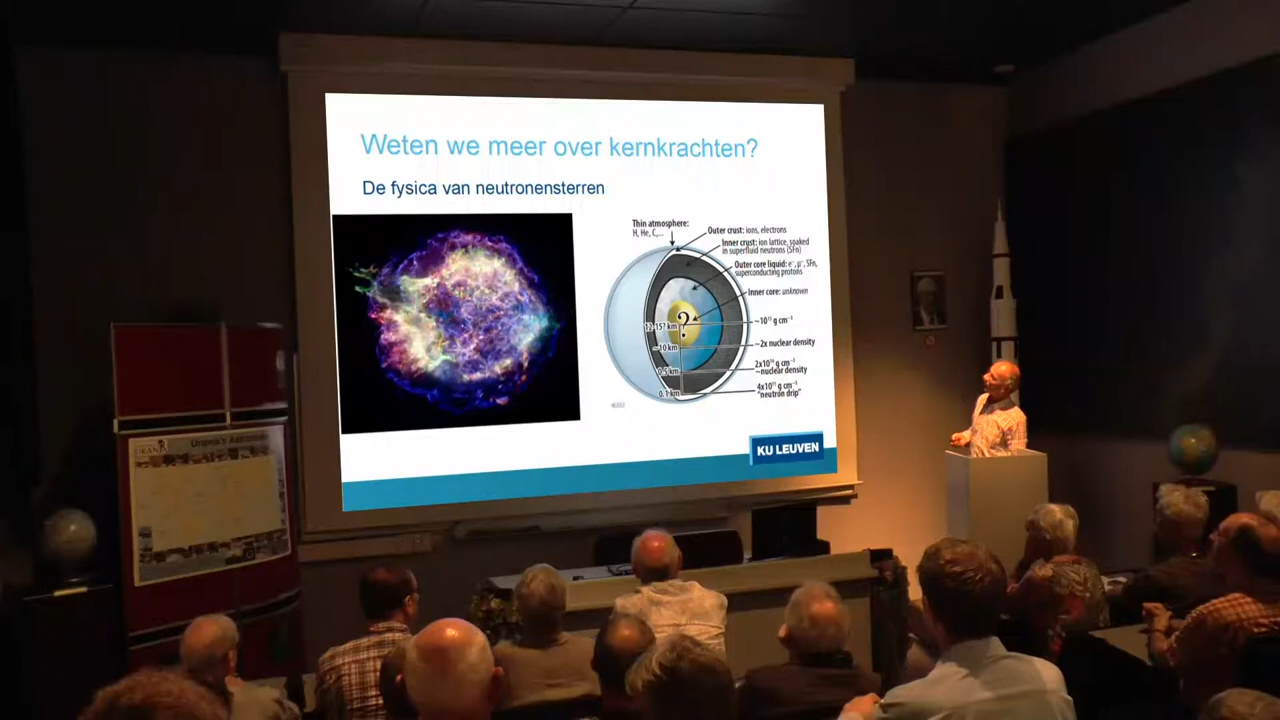 Weten we meer over kernkrachten?
De fysica van neutronensterren
Thin atmosphere:
H, He, C,...
Outer crust: ions, electrons
Inner crust: ion lattice, soaked
in superfluid neutrons (SFn)
Outer core liquid: e⁻, µ⁻, SFn,
superconducting protons
Inner core: unknown
?
12-15? km
~10¹⁵ g cm⁻³
~10 km
~2x nuclear density
0.5 km
2x10¹⁴ g cm⁻³
~nuclear density
0.1 km
4x10¹¹ g cm⁻³
"neutron drip"
KU LEUVEN
Urania's